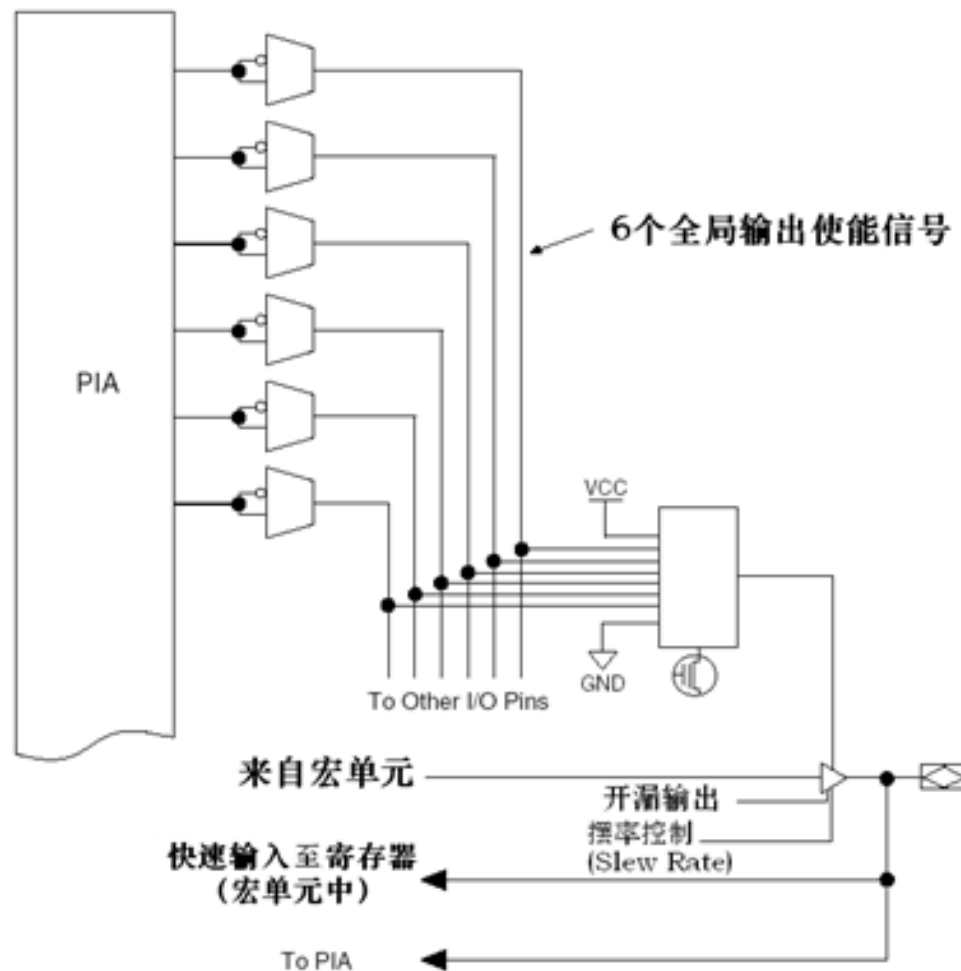 6个全局输出使能信号
PIA
VCC
GND
To Other I/O Pins
来自宏单元
开漏输出
摆率控制
(Slew Rate)
快速输入至寄存器
(宏单元中)
To PIA